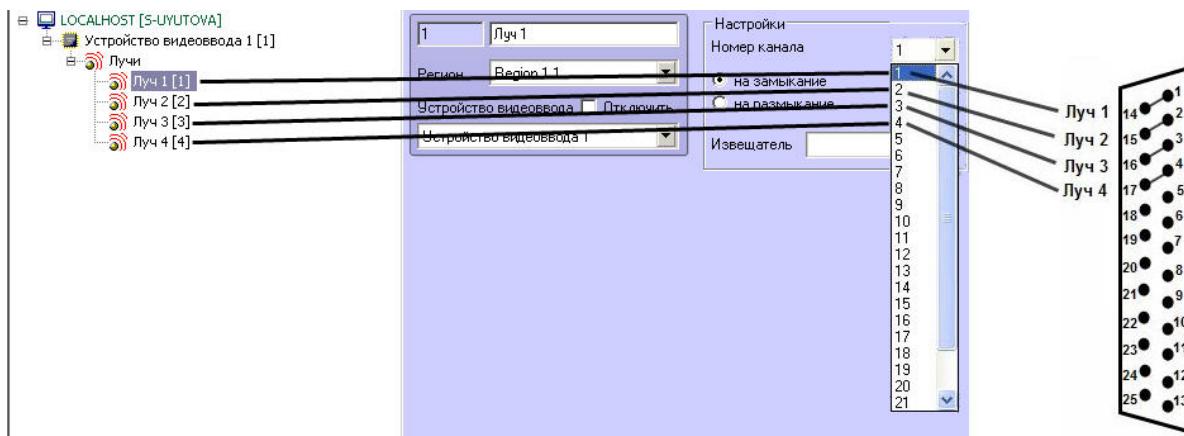 LOCALHOST [S-UYUTOVA]
Устройство видеоввода 1 [1]
Лучи
Луч 1 [1]
Луч 2 [2]
Луч 3 [3]
Луч 4 [4]
1
Луч 1
Регион
Region 1.1
Устройство видеоввода
Отключить
Устройство видеоввода 1
Настройки
Номер канала
1
на замыкание
на размыкание
Извещатель
1
2
3
4
5
6
7
8
9
10
11
12
13
14
15
16
17
18
19
20
21
Луч 1
Луч 2
Луч 3
Луч 4
14
15
16
17
18
19
20
21
22
23
24
25
1
2
3
4
5
6
7
8
9
10
11
12
13